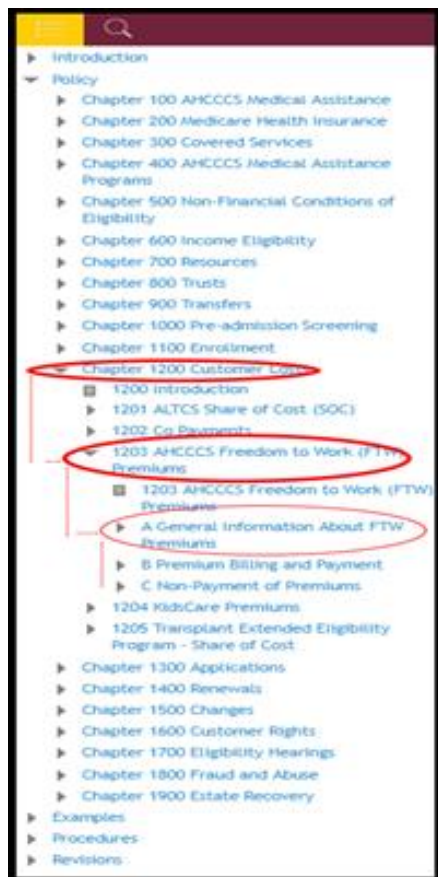 Introduction
Policy
Chapter 100 AHCCCS Medical Assistance
Chapter 200 Medicare Health Insurance
Chapter 300 Covered Services
Chapter 400 AHCCCS Medical Assistance
Programs
Chapter 500 Non-Financial Conditions of
Eligibility
Chapter 600 Income Eligibility
Chapter 700 Resources
Chapter 800 Trusts
Chapter 900 Transfers
Chapter 1000 Pre-admission Screening
Chapter 1100 Enrollment
Chapter 1200 Customer Costs
1200 Introduction
1201 ALTCS Share of Cost (SOC)
1202 Co Payments
1203 AHCCCS Freedom to Work (FTW)
Premiums
1203 AHCCCS Freedom to Work (FTW)
Premiums
A General Information About FTW
Premiums
B Premium Billing and Payment
C Non-Payment of Premiums
1204 KidsCare Premiums
1205 Transplant Extended Eligibility
Program - Share of Cost
Chapter 1300 Applications
Chapter 1400 Renewals
Chapter 1500 Changes
Chapter 1600 Customer Rights
Chapter 1700 Eligibility Hearings
Chapter 1800 Fraud and Abuse
Chapter 1900 Estate Recovery
Examples
Procedures
Revisions